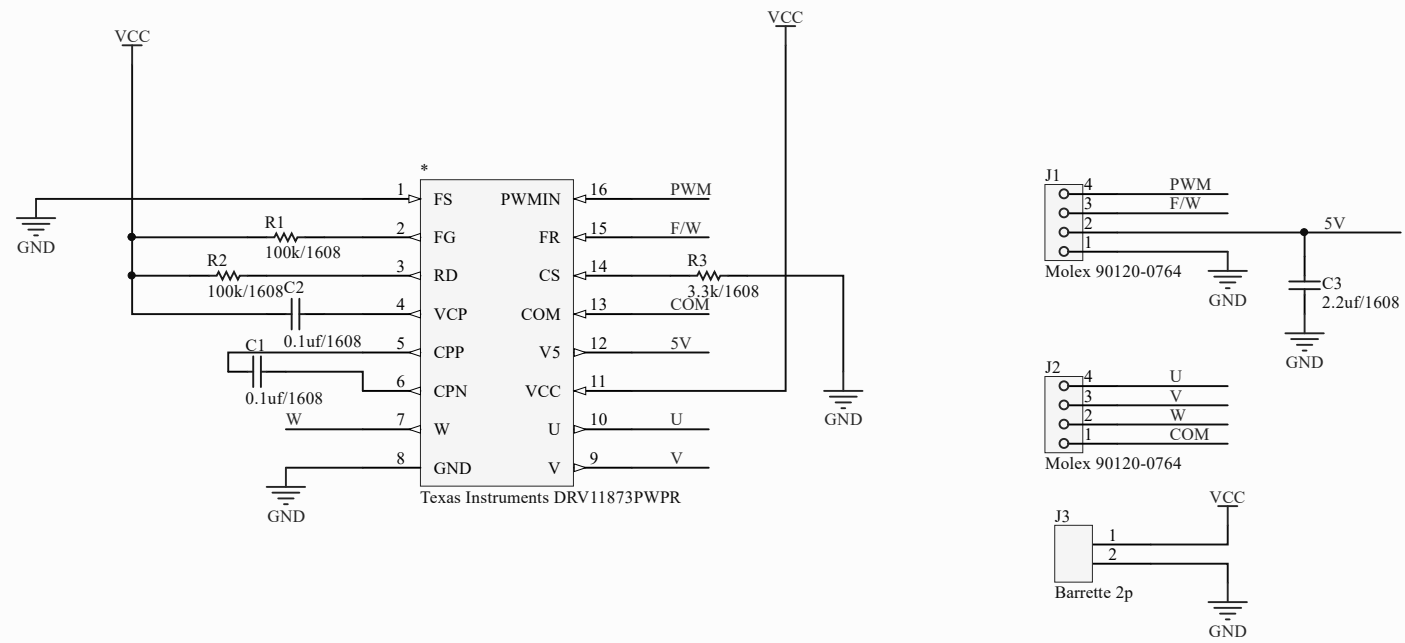 VCC
VCC
*
1 FS PWMIN 16 PWM
GND
R1
2 FG FR 15 F/W
100k/1608
R2
3 RD CS 14 R3
100k/1608
3.3k/1608
C2
4 VCP COM 13 COM
0.1uf/1608
C1
5 CPP V5 12 5V
6 CPN VCC 11
0.1uf/1608
GND
W 7 W U 10 U
8 GND V 9 V
GND
Texas Instruments DRV11873PWPR
J1
4 PWM
3 F/W
2 5V
1
Molex 90120-0764
GND
C3
2.2uf/1608
GND
J2
4 U
3 V
2 W
1 COM
Molex 90120-0764
VCC
J3
1
2
Barrette 2p
GND